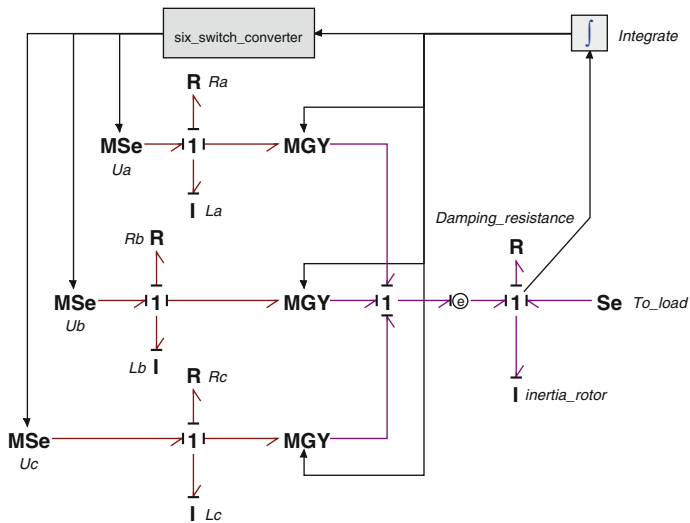 six_switch_converter
∫
Integrate
R Ra
MSe 1 MGY
Ua
I La
Damping_resistance
Rb R
R
MSe 1 MGY 1 e 1 Se To_load
Ub
Lb I
R Rc
I inertia_rotor
MSe 1 MGY
Uc
I Lc